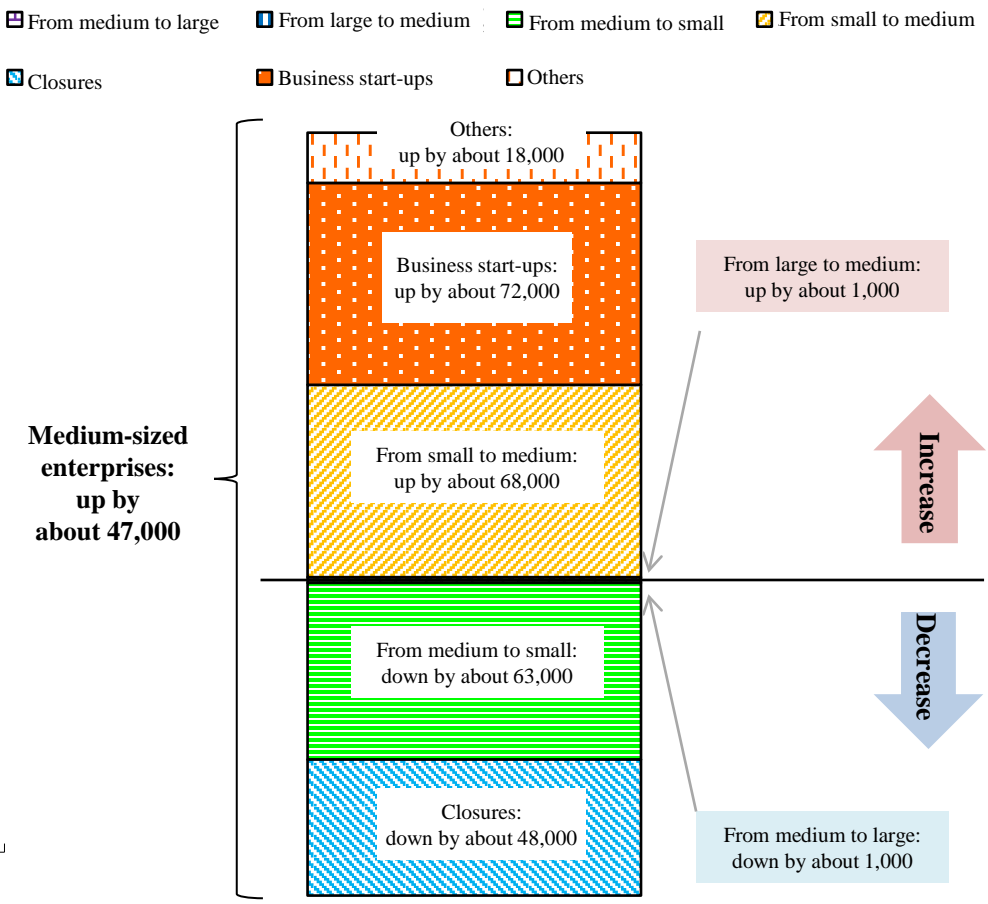 From medium to large
From large to medium
From medium to small
From small to medium
Closures
Business start-ups
Others
Others:
up by about 18,000
Business start-ups:
up by about 72,000
From large to medium:
up by about 1,000
Medium-sized
enterprises:
up by
about 47,000
From small to medium:
up by about 68,000
Increase
From medium to small:
down by about 63,000
Decrease
Closures:
down by about 48,000
From medium to large:
down by about 1,000